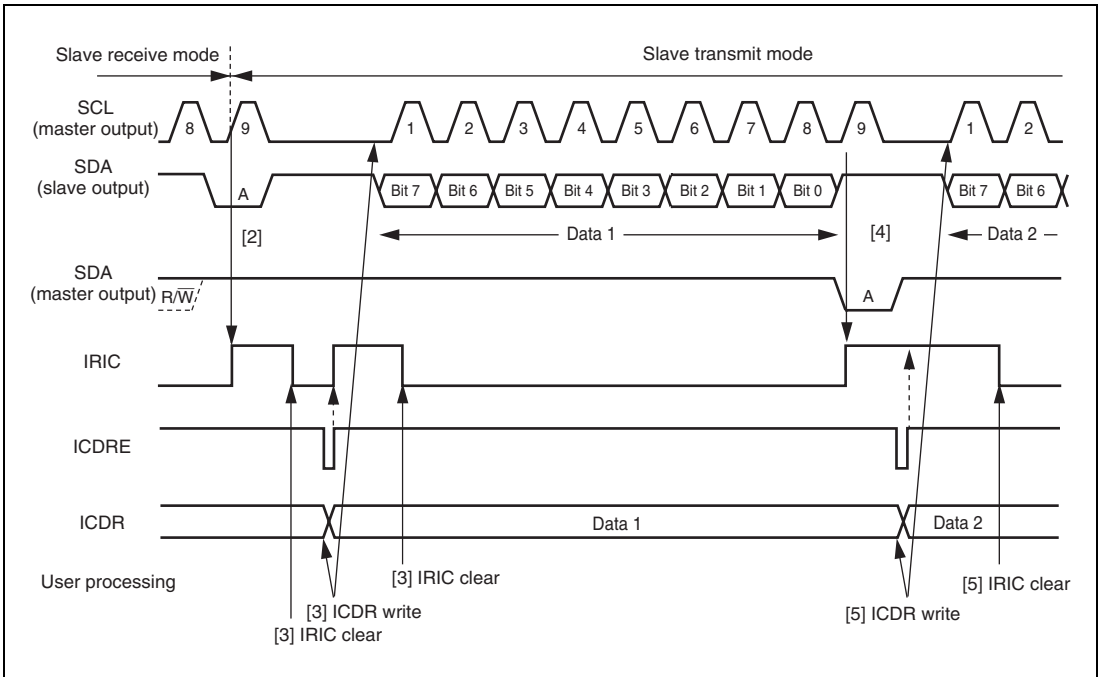 Slave receive mode
Slave transmit mode
SCL
(master output)
8
9
1
2
3
4
5
6
7
8
9
1
2
SDA
(slave output)
A
Bit 7
Bit 6
Bit 5
Bit 4
Bit 3
Bit 2
Bit 1
Bit 0
Bit 7
Bit 6
[2]
Data 1
[4]
Data 2
SDA
(master output)
R/W̅
A
IRIC
ICDRE
ICDR
Data 1
Data 2
User processing
[3] IRIC clear
[5] IRIC clear
[3] ICDR write
[5] ICDR write
[3] IRIC clear